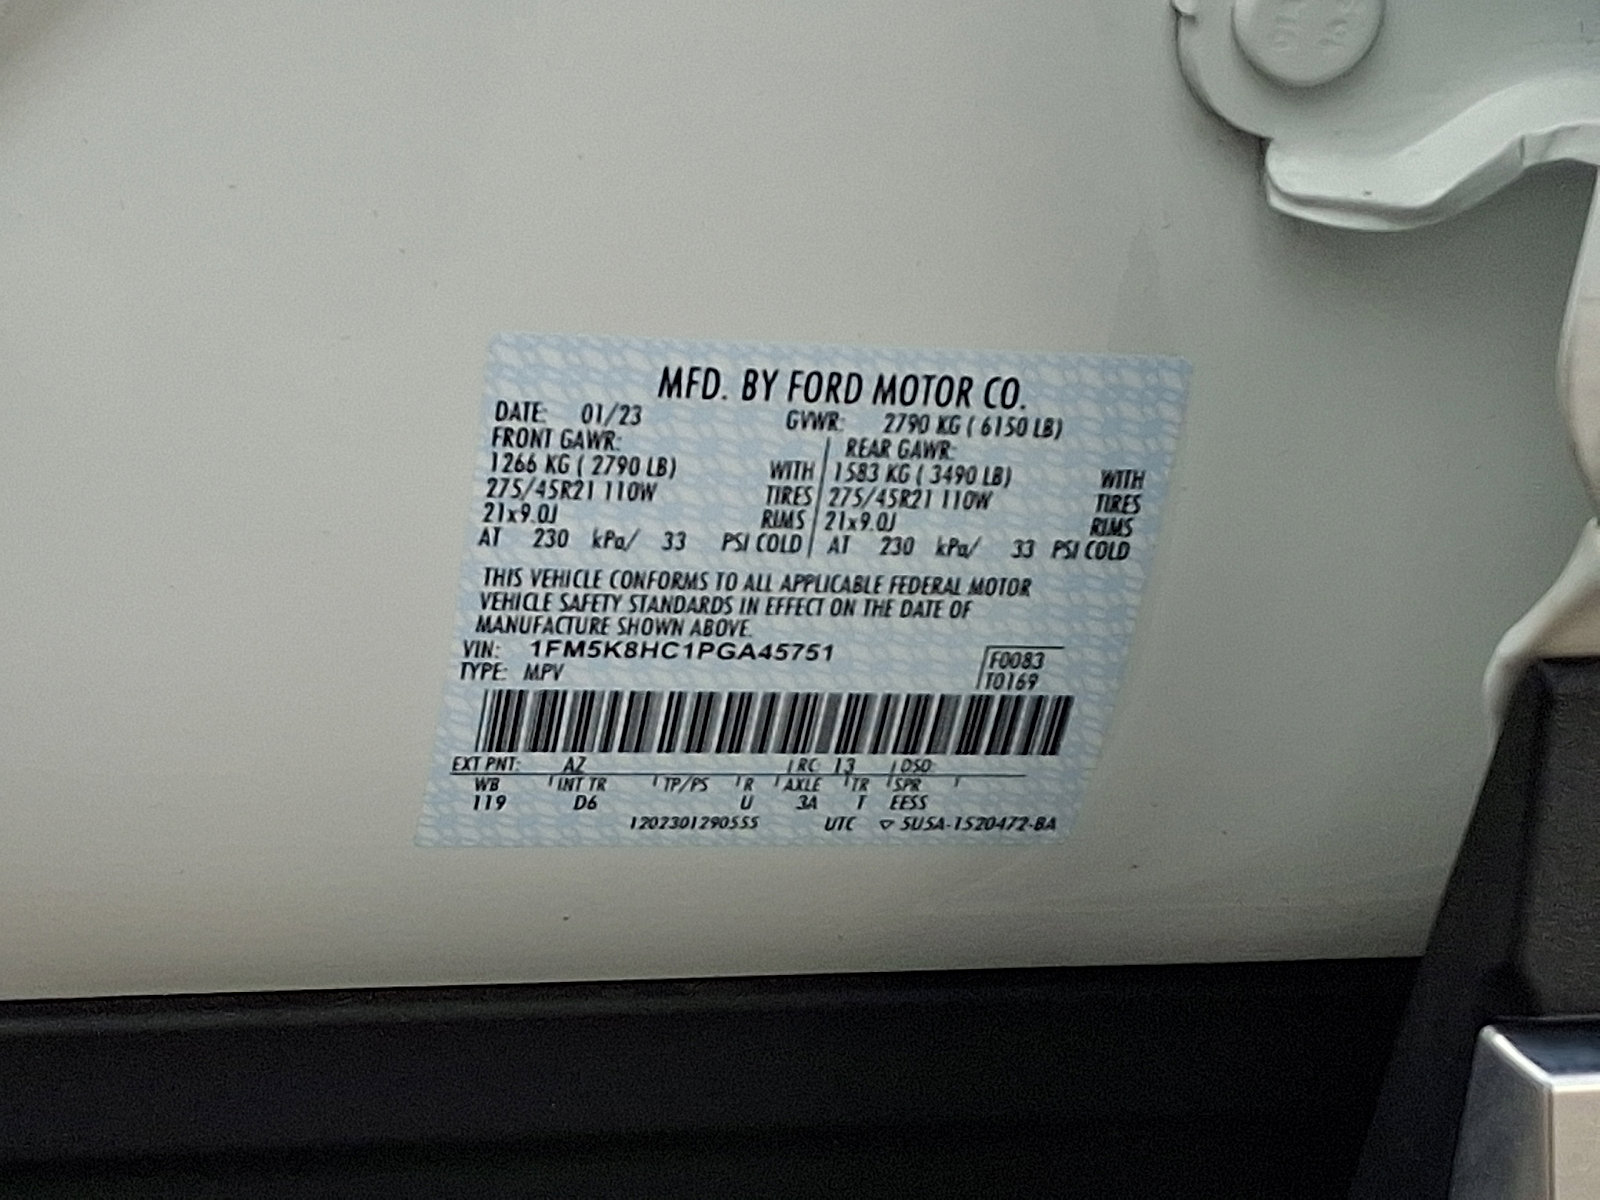 MFD. BY FORD MOTOR CO.
DATE: 01/23 GVWR: 2790 KG ( 6150 LB)
FRONT GAWR: REAR GAWR:
1266 KG ( 2790 LB) WITH 1583 KG ( 3490 LB) WITH
275/45R21 110W TIRES 275/45R21 110W TIRES
21x9.0J RIMS 21x9.0J RIMS
AT 230 kPa/ 33 PSI COLD AT 230 kPa/ 33 PSI COLD
THIS VEHICLE CONFORMS TO ALL APPLICABLE FEDERAL MOTOR
VEHICLE SAFETY STANDARDS IN EFFECT ON THE DATE OF
MANUFACTURE SHOWN ABOVE.
VIN: 1FM5K8HC1PGA45751 F0083
TYPE: MPV T0169
EXT PNT: AZ RC: 13 DSO:
WB INT TR TP/PS R AXLE TR SPR
119 D6 U 3A T EESS
1202301290555 UTC ▽ 5U5A-1520472-BA